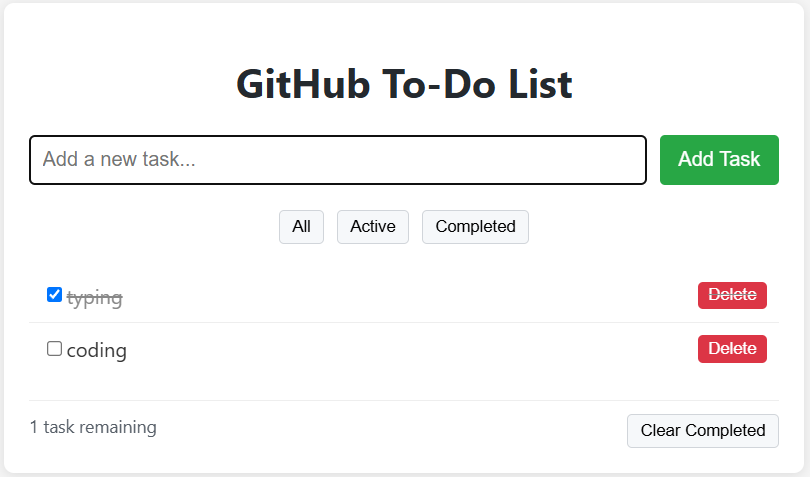 GitHub To-Do List
Add a new task...
Add Task
All
Active
Completed
typing
Delete
coding
Delete
1 task remaining
Clear Completed